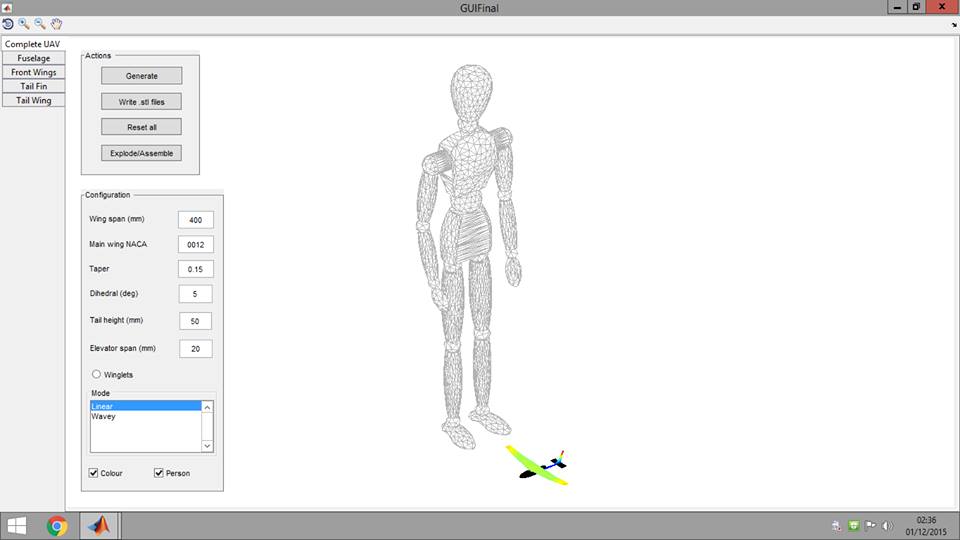 GUIFinal
Complete UAV
Fuselage
Front Wings
Tail Fin
Tail Wing
Actions
Generate
Write .stl files
Reset all
Explode/Assemble
Configuration
Wing span (mm) 400
Main wing NACA 0012
Taper 0.15
Dihedral (deg) 5
Tail height (mm) 50
Elevator span (mm) 20
Winglets
Mode
Linear
Wavey
Colour Person
02:36
01/12/2015